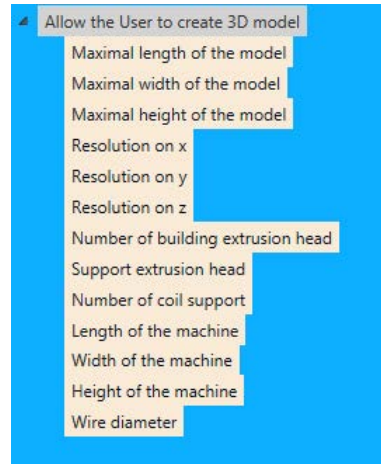 Allow the User to create 3D model
Maximal length of the model
Maximal width of the model
Maximal height of the model
Resolution on x
Resolution on y
Resolution on z
Number of building extrusion head
Support extrusion head
Number of coil support
Length of the machine
Width of the machine
Height of the machine
Wire diameter